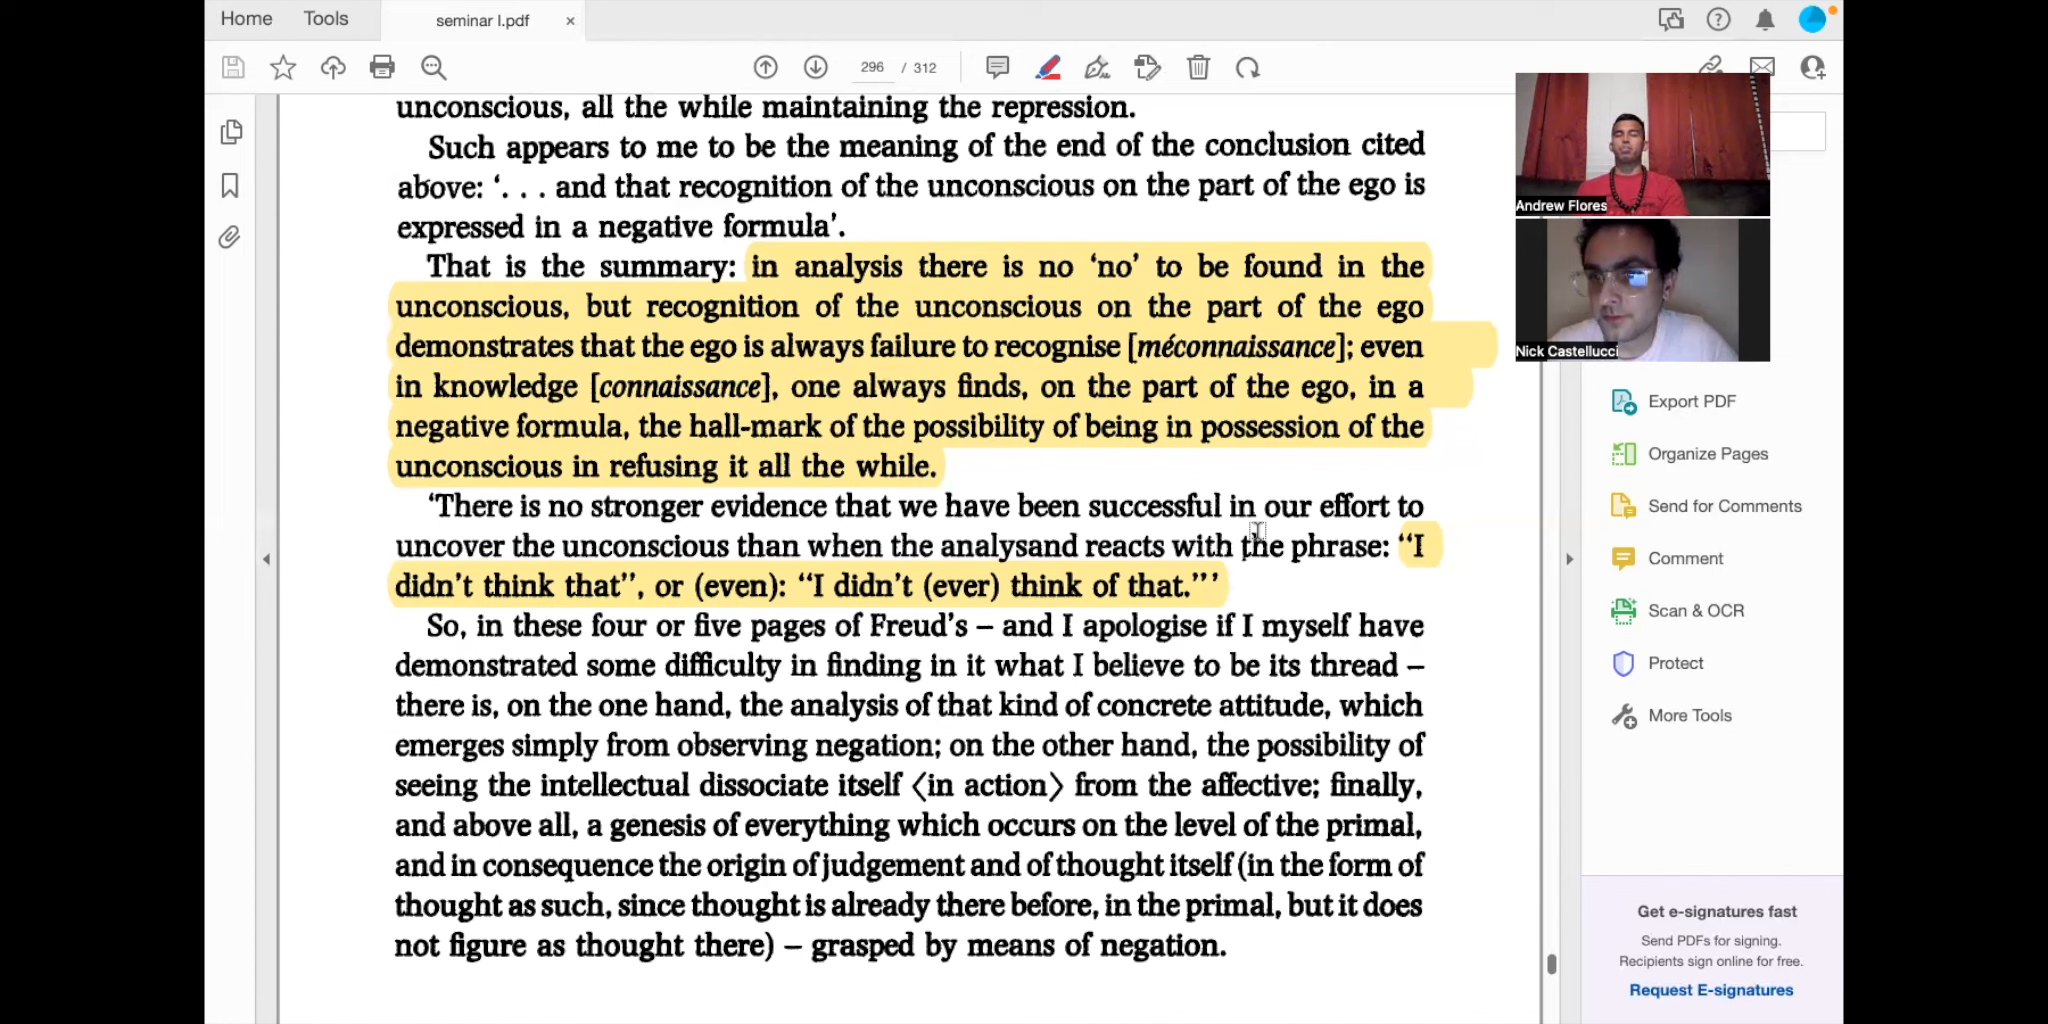 Home Tools seminar I.pdf ×
296 / 312
unconscious, all the while maintaining the repression.
Such appears to me to be the meaning of the end of the conclusion cited
above: ‘. . . and that recognition of the unconscious on the part of the ego is
expressed in a negative formula’.
That is the summary: in analysis there is no ‘no’ to be found in the
unconscious, but recognition of the unconscious on the part of the ego
demonstrates that the ego is always failure to recognise [méconnaissance]; even
in knowledge [connaissance], one always finds, on the part of the ego, in a
negative formula, the hall-mark of the possibility of being in possession of the
unconscious in refusing it all the while.
‘There is no stronger evidence that we have been successful in our effort to
uncover the unconscious than when the analysand reacts with the phrase: “I
didn’t think that”, or (even): “I didn’t (ever) think of that.”’
So, in these four or five pages of Freud’s – and I apologise if I myself have
demonstrated some difficulty in finding in it what I believe to be its thread –
there is, on the one hand, the analysis of that kind of concrete attitude, which
emerges simply from observing negation; on the other hand, the possibility of
seeing the intellectual dissociate itself ⟨in action⟩ from the affective; finally,
and above all, a genesis of everything which occurs on the level of the primal,
and in consequence the origin of judgement and of thought itself (in the form of
thought as such, since thought is already there before, in the primal, but it does
not figure as thought there) – grasped by means of negation.
Andrew Flores
Nick Castellucci
Export PDF
Organize Pages
Send for Comments
Comment
Scan & OCR
Protect
More Tools
Get e-signatures fast
Send PDFs for signing.
Recipients sign online for free.
Request E-signatures